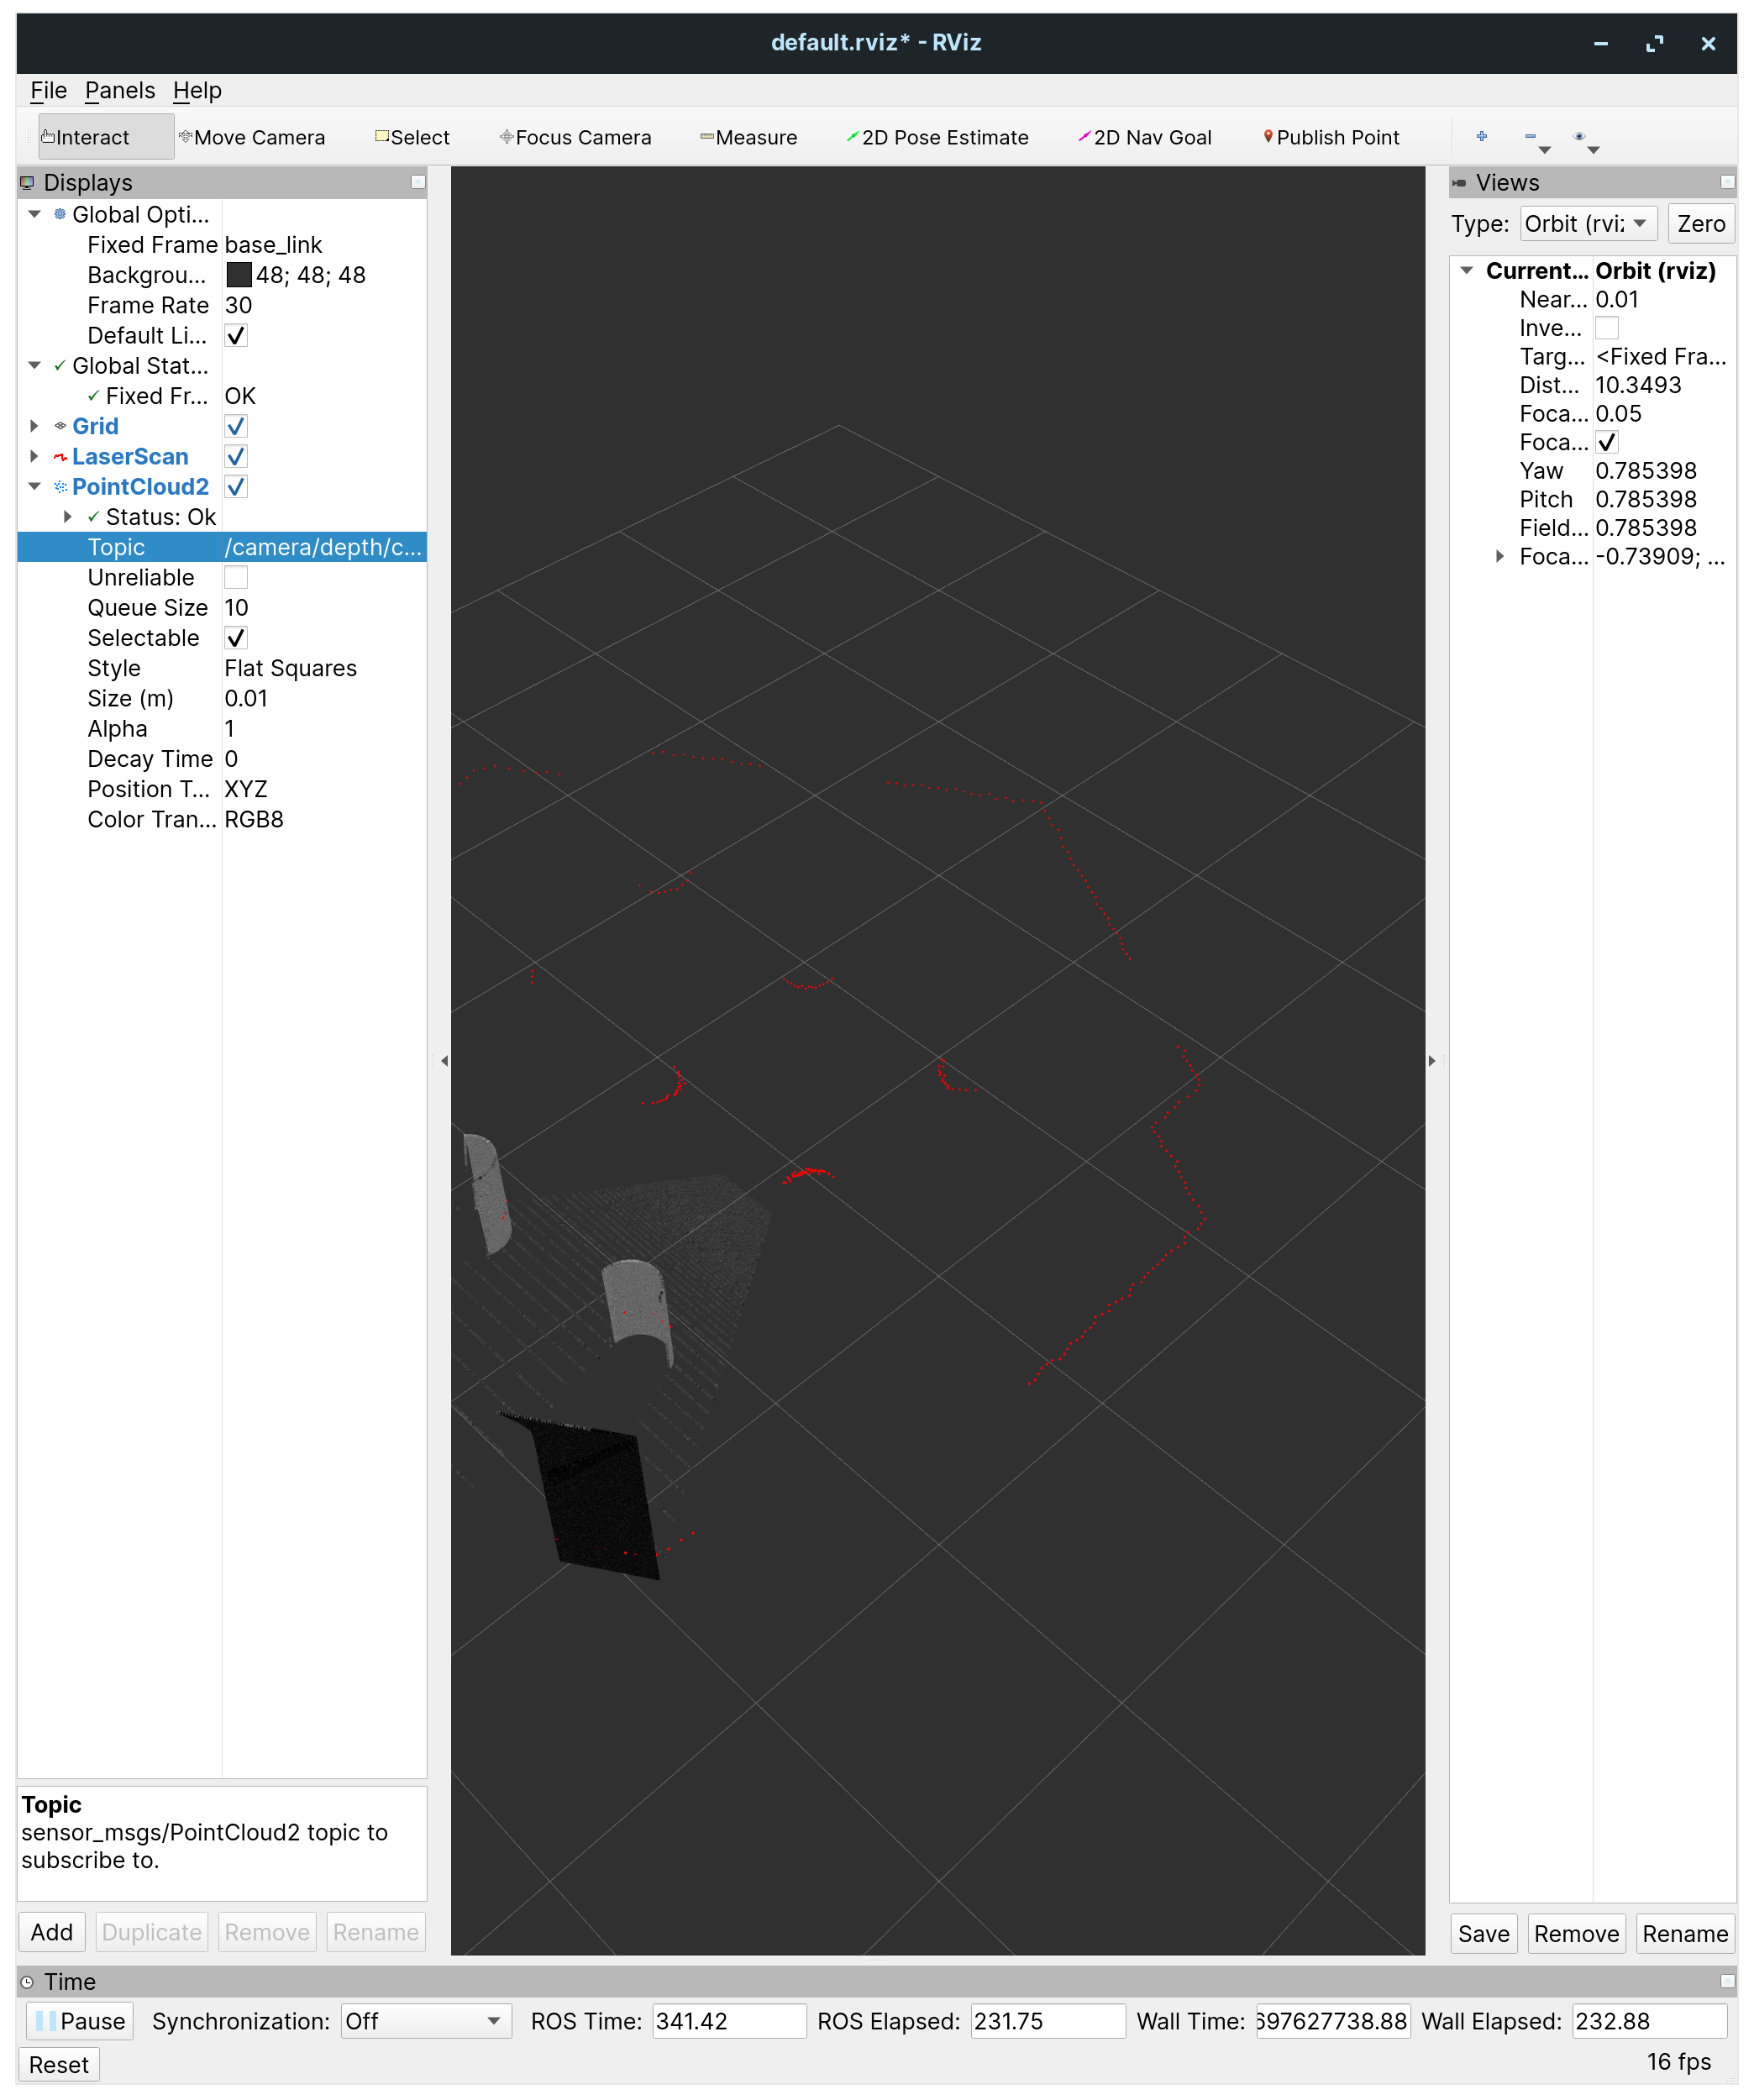 default.rviz* - RViz
File Panels Help
Interact Move Camera Select Focus Camera Measure 2D Pose Estimate 2D Nav Goal Publish Point
Displays
Global Opti...
Fixed Frame base_link
Backgrou... 48; 48; 48
Frame Rate 30
Default Li...
Global Stat...
Fixed Fr... OK
Grid
LaserScan
PointCloud2
Status: Ok
Topic /camera/depth/c...
Unreliable
Queue Size 10
Selectable
Style Flat Squares
Size (m) 0.01
Alpha 1
Decay Time 0
Position T... XYZ
Color Tran... RGB8
Topic
sensor_msgs/PointCloud2 topic to
subscribe to.
Add Duplicate Remove Rename
Views
Type: Orbit (rviz Zero
Current... Orbit (rviz)
Near... 0.01
Inve...
Targ... <Fixed Fra...
Dist... 10.3493
Foca... 0.05
Foca...
Yaw 0.785398
Pitch 0.785398
Field... 0.785398
Foca... -0.73909; ...
Save Remove Rename
Time
Pause Synchronization: Off ROS Time: 341.42 ROS Elapsed: 231.75 Wall Time: 697627738.88 Wall Elapsed: 232.88
Reset 16 fps